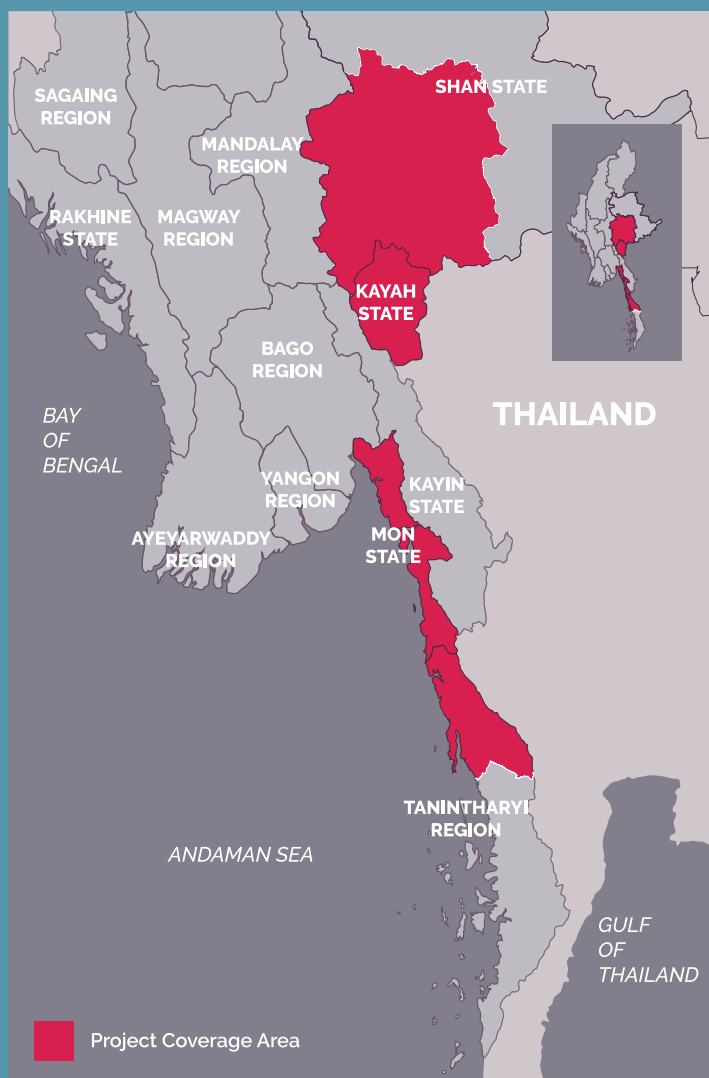 SHAN STATE
SAGAING
REGION
MANDALAY
REGION
RAKHINE
STATE
MAGWAY
REGION
KAYAH
STATE
BAGO
REGION
THAILAND
BAY
OF
BENGAL
YANGON
REGION
KAYIN
STATE
AYEYARWADDY
REGION
MON
STATE
TANINTHARYI
REGION
ANDAMAN SEA
GULF
OF
THAILAND
Project Coverage Area